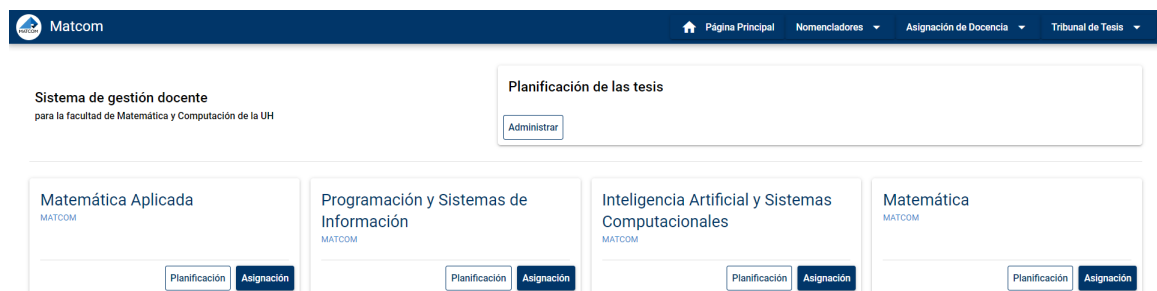 MATCOM
Matcom
Página Principal
Nomencladores
Asignación de Docencia
Tribunal de Tesis
Sistema de gestión docente
para la facultad de Matemática y Computación de la UH
Planificación de las tesis
Administrar
Matemática Aplicada
MATCOM
Planificación
Asignación
Programación y Sistemas de
Información
MATCOM
Planificación
Asignación
Inteligencia Artificial y Sistemas
Computacionales
MATCOM
Planificación
Asignación
Matemática
MATCOM
Planificación
Asignación